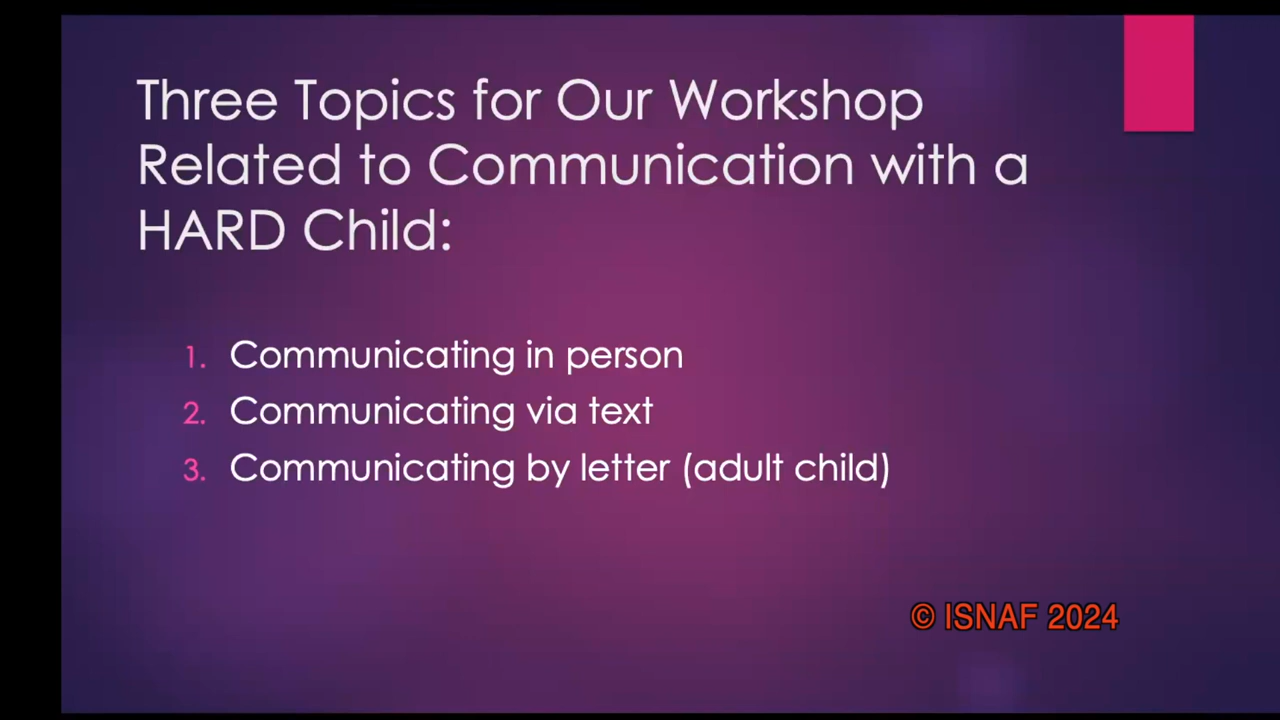 Three Topics for Our Workshop
Related to Communication with a
HARD Child:
1. Communicating in person
2. Communicating via text
3. Communicating by letter (adult child)
© ISNAF 2024